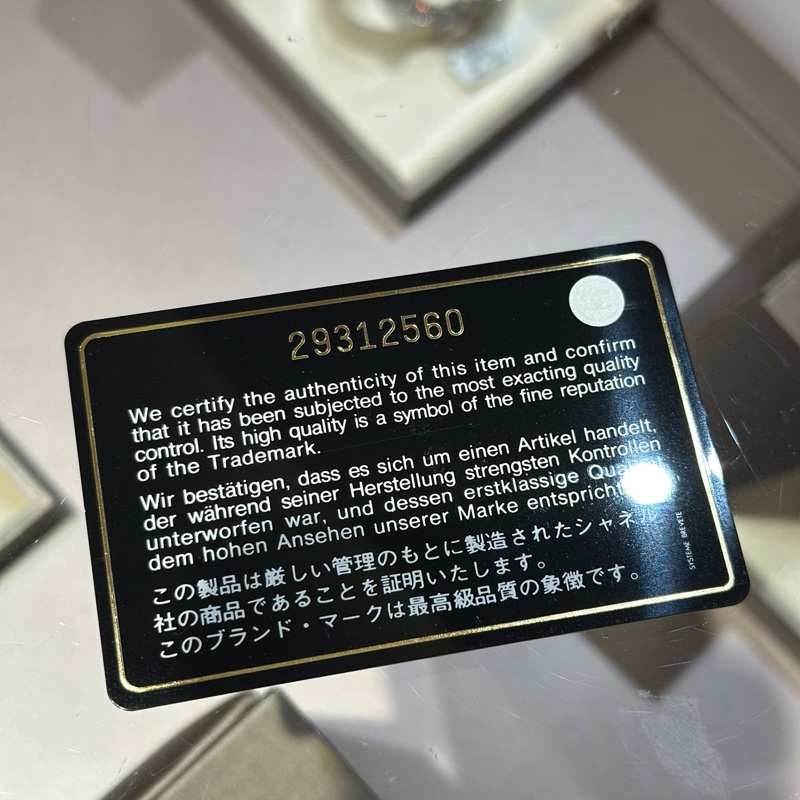 29312560
We certify the authenticity of this item and confirm
that it has been subjected to the most exacting quality
control. Its high quality is a symbol of the fine reputation
of the Trademark.
Wir bestätigen, dass es sich um einen Artikel handelt,
der während seiner Herstellung strengsten Kontrollen
unterworfen war, und dessen erstklassige
dem hohen Ansehen unserer Marke entspricht
この製品は厳しい管理のもとに製造されたシャネル
社の商品であることを証明いたします。
このブランド・マークは最高級品質の象徴です。
SYSTEME BREVETE